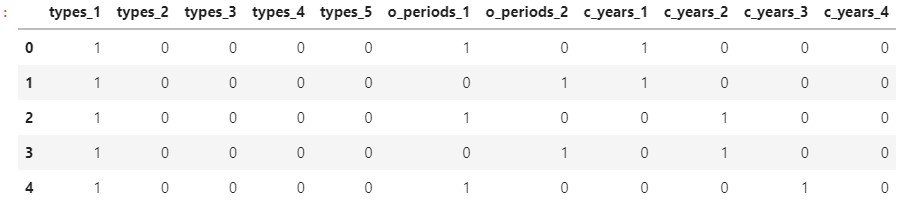 : types_1 types_2 types_3 types_4 types_5 o_periods_1 o_periods_2 c_years_1 c_years_2 c_years_3 c_years_4
0 1 0 0 0 0 1 0 1 0 0 0
1 1 0 0 0 0 0 1 1 0 0 0
2 1 0 0 0 0 1 0 0 1 0 0
3 1 0 0 0 0 0 1 0 1 0 0
4 1 0 0 0 0 1 0 0 0 1 0